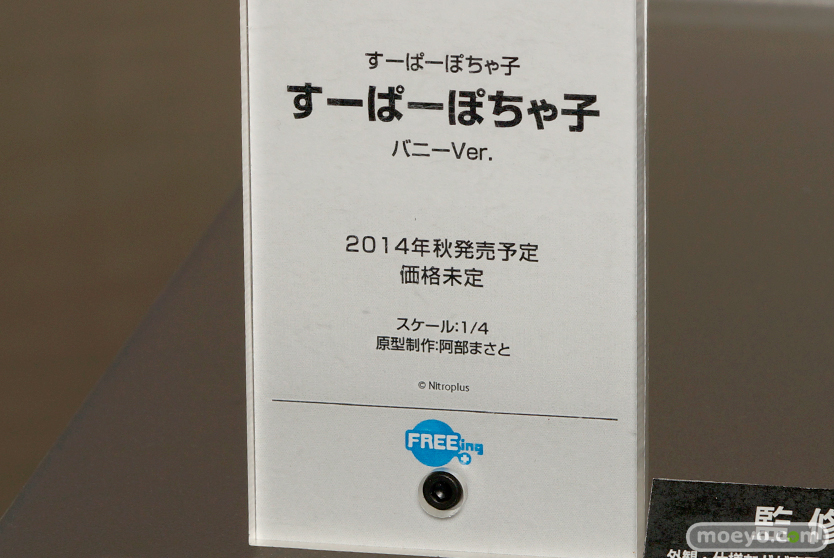 すーぱーぽちゃ子
すーぱーぽちゃ子
バニーVer.
2014年秋発売予定
価格未定
スケール:1/4
原型制作:阿部まさと
© Nitroplus
FREEing
監修
moeyo.com